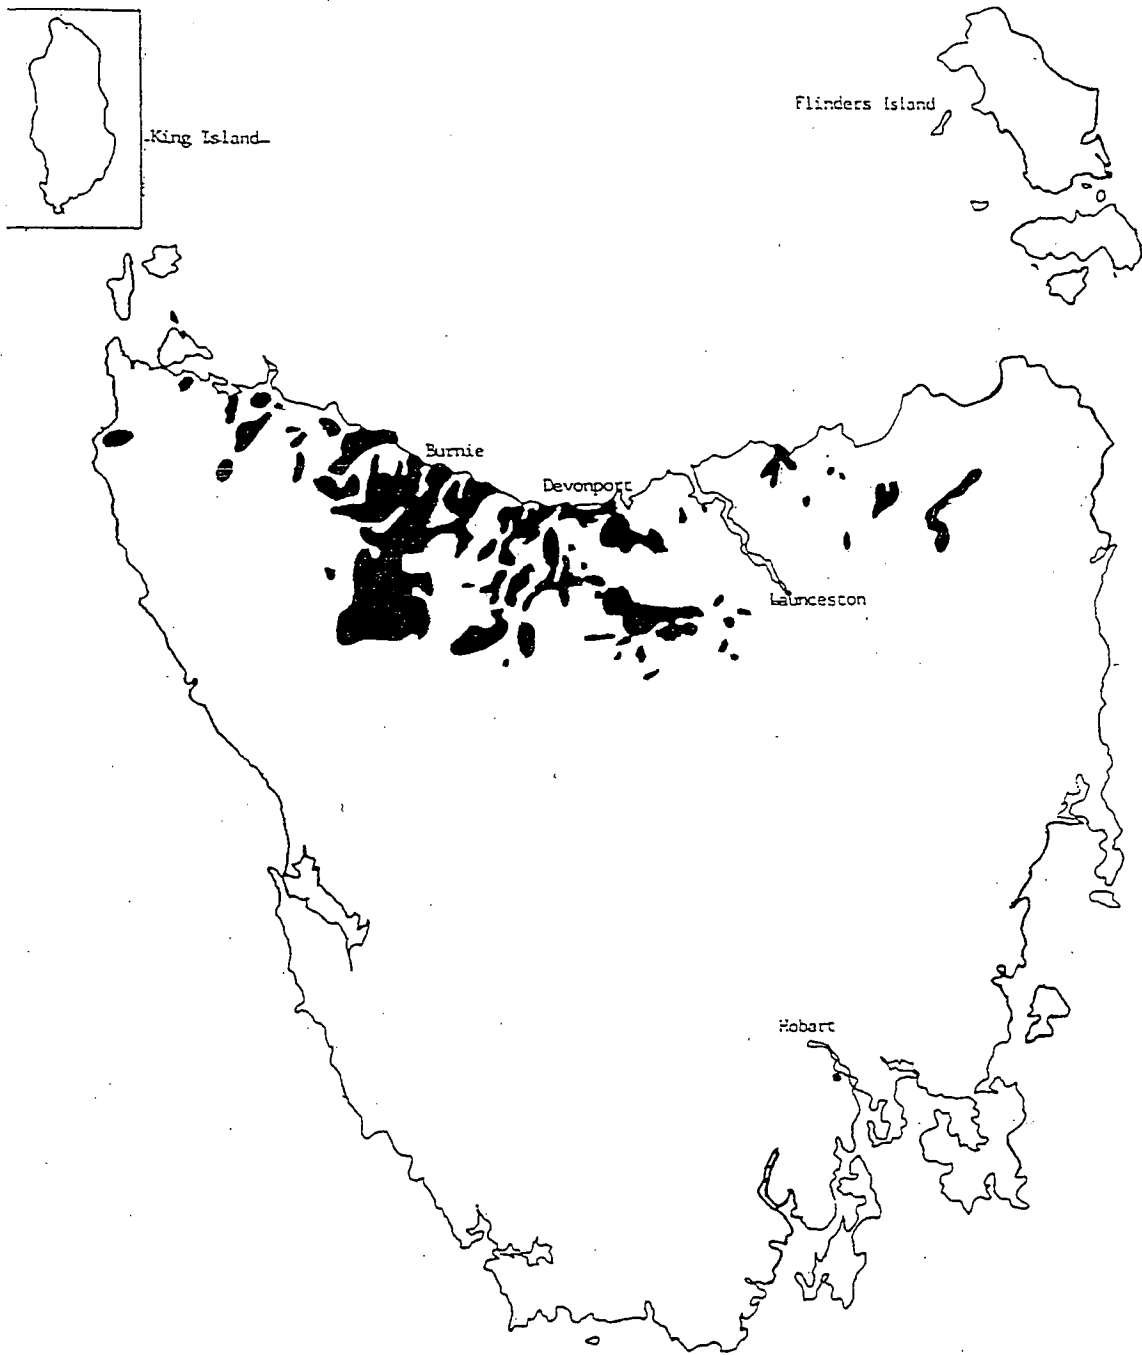 Flinders Island
King Island
Burnie
Devonport
Launceston
Hobart